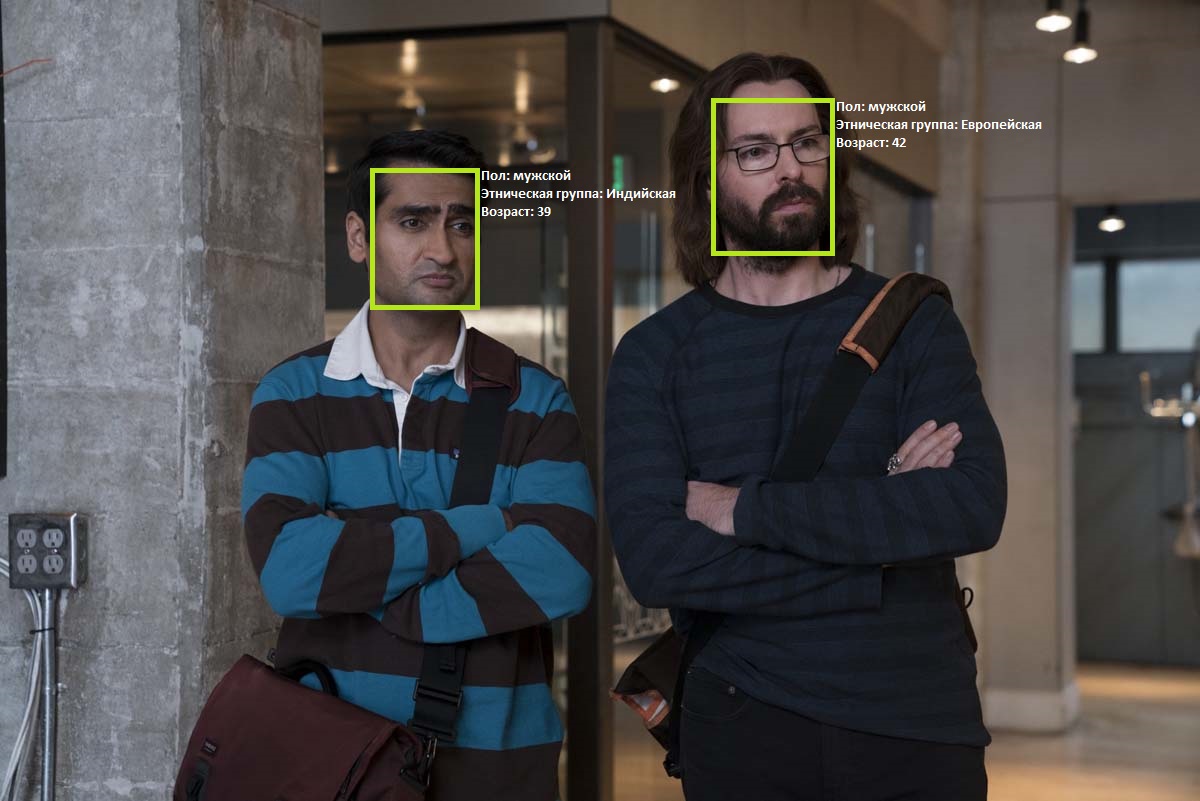 Пол: мужской
Этническая группа: Индийская
Возраст: 39
Пол: мужской
Этническая группа: Европейская
Возраст: 42